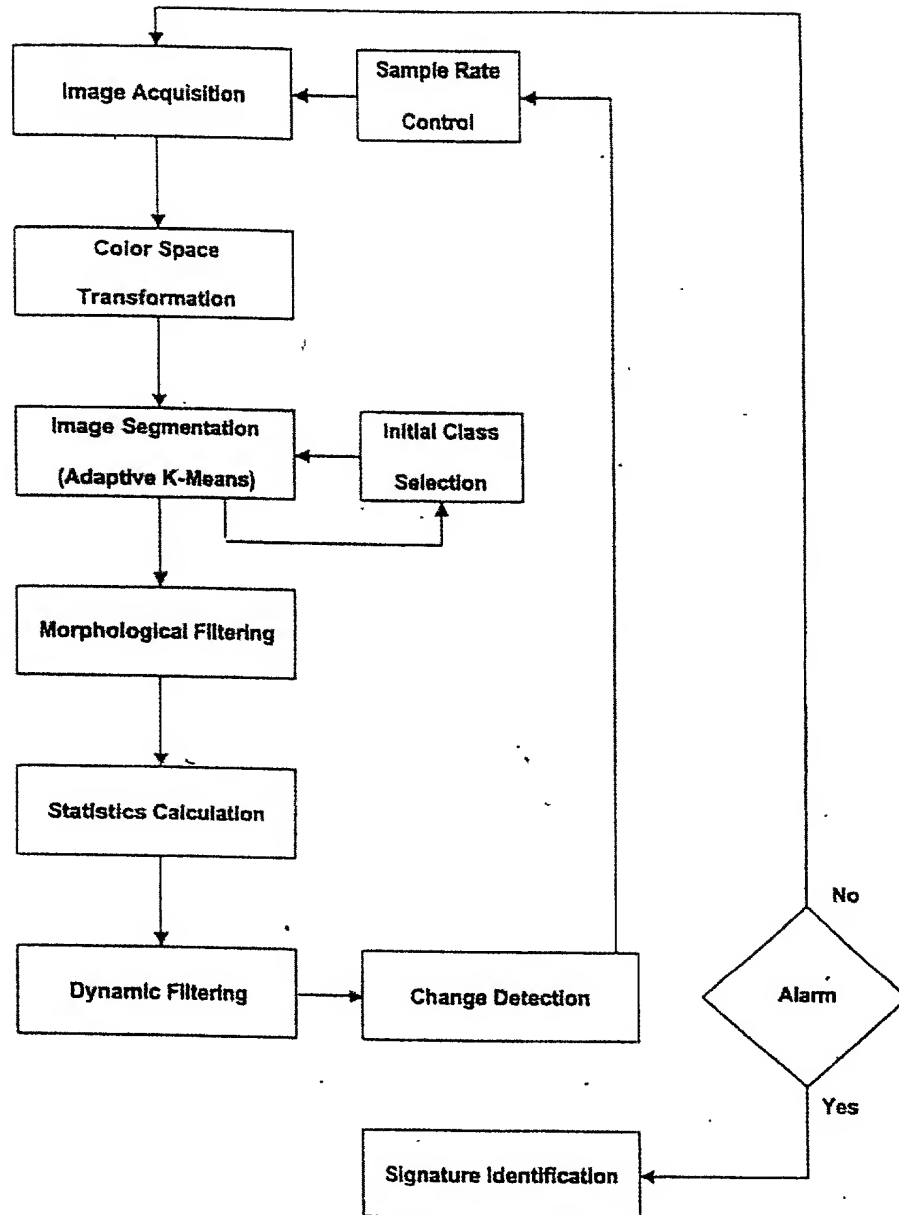 Image Acquisition
Sample Rate
Control
Color Space
Transformation
Image Segmentation
(Adaptive K-Means)
Initial Class
Selection
Morphological Filtering
Statistics Calculation
Dynamic Filtering
Change Detection
No
Alarm
Yes
Signature Identification